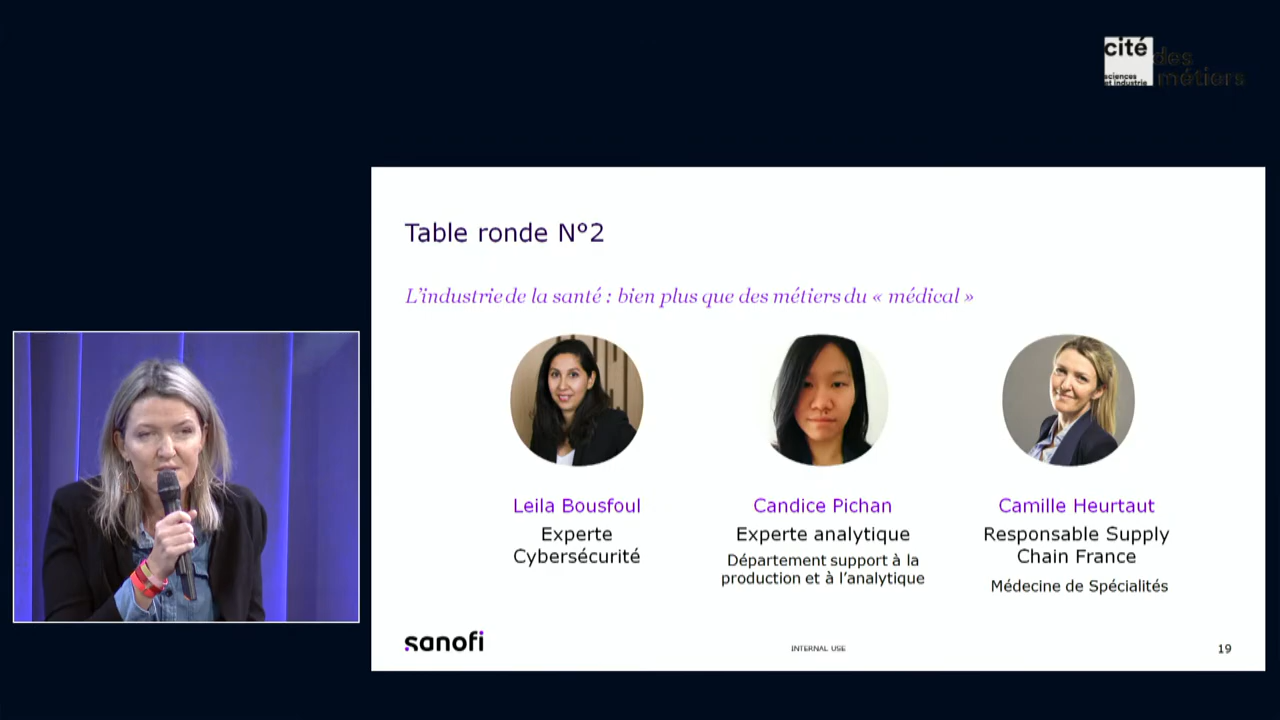 cité
des
sciences
et industrie
métiers
Table ronde N°2
L'industrie de la santé : bien plus que des métiers du « médical »
Leila Bousfoul
Experte
Cybersécurité
Candice Pichan
Experte analytique
Département support à la
production et à l'analytique
Camille Heurtaut
Responsable Supply
Chain France
Médecine de Spécialités
sanofi
INTERNAL USE
19